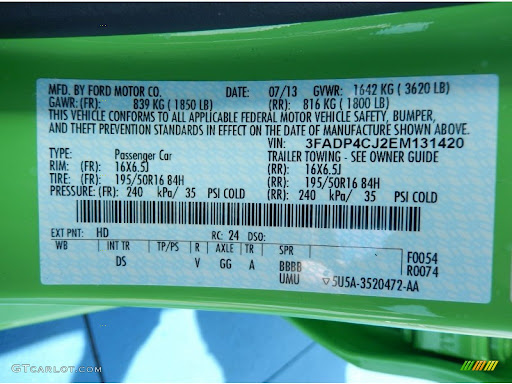 MFD. BY FORD MOTOR CO. DATE: 07/13 GVWR: 1642 KG ( 3620 LB)
GAWR: (FR): 839 KG ( 1850 LB) (RR): 816 KG ( 1800 LB)
THIS VEHICLE CONFORMS TO ALL APPLICABLE FEDERAL MOTOR VEHICLE SAFETY, BUMPER,
AND THEFT PREVENTION STANDARDS IN EFFECT ON THE DATE OF MANUFACTURE SHOWN ABOVE.
VIN: 3FADP4CJ2EM131420
TYPE: Passenger Car TRAILER TOWING - SEE OWNER GUIDE
RIM: (FR): 16X6.5J (RR): 16X6.5J
TIRE: (FR): 195/50R16 84H (RR): 195/50R16 84H
PRESSURE: (FR): 240 kPa/ 35 PSI COLD (RR): 240 kPa/ 35 PSI COLD
EXT PNT: HD RC: 24 DSO: F0054
WB INT TR TP/PS R AXLE TR SPR R0074
DS V GG A BBBB
UMU 5U5A-3520472-AA
GTCARLOT.COM